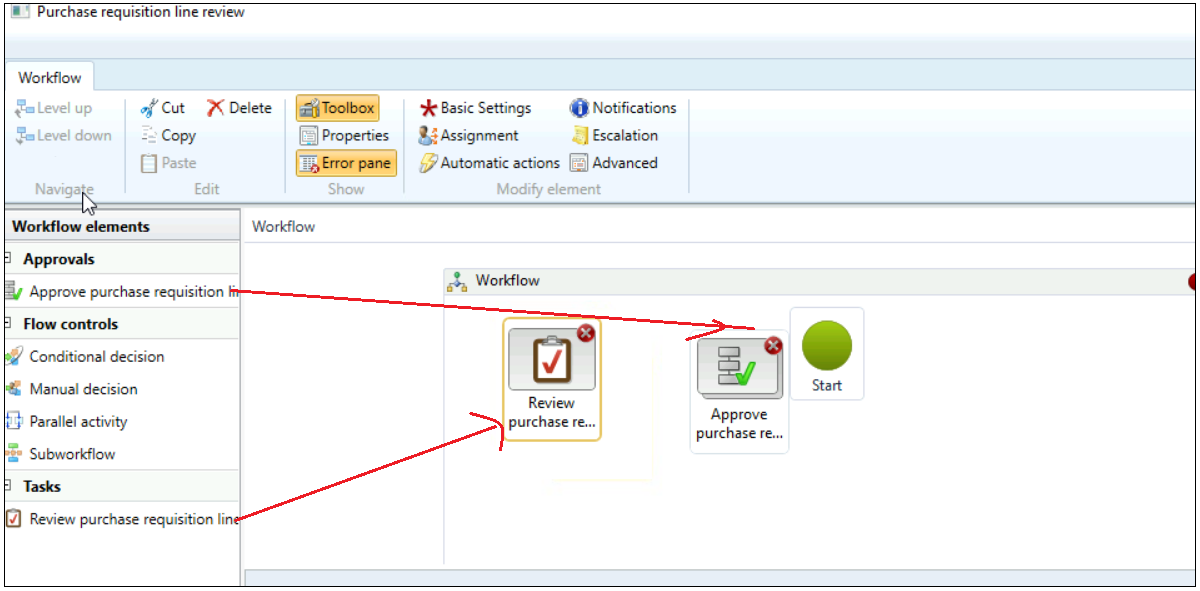 Purchase requisition line review
Workflow
Level up
Cut
Delete
Toolbox
Basic Settings
Notifications
Level down
Copy
Properties
Assignment
Escalation
Paste
Error pane
Automatic actions
Advanced
Navigate
Edit
Show
Modify element
Workflow elements
Workflow
Approvals
Approve purchase requisition li
Flow controls
Conditional decision
Manual decision
Parallel activity
Subworkflow
Tasks
Review purchase requisition line
Workflow
Review
purchase re...
Approve
purchase re...
Start